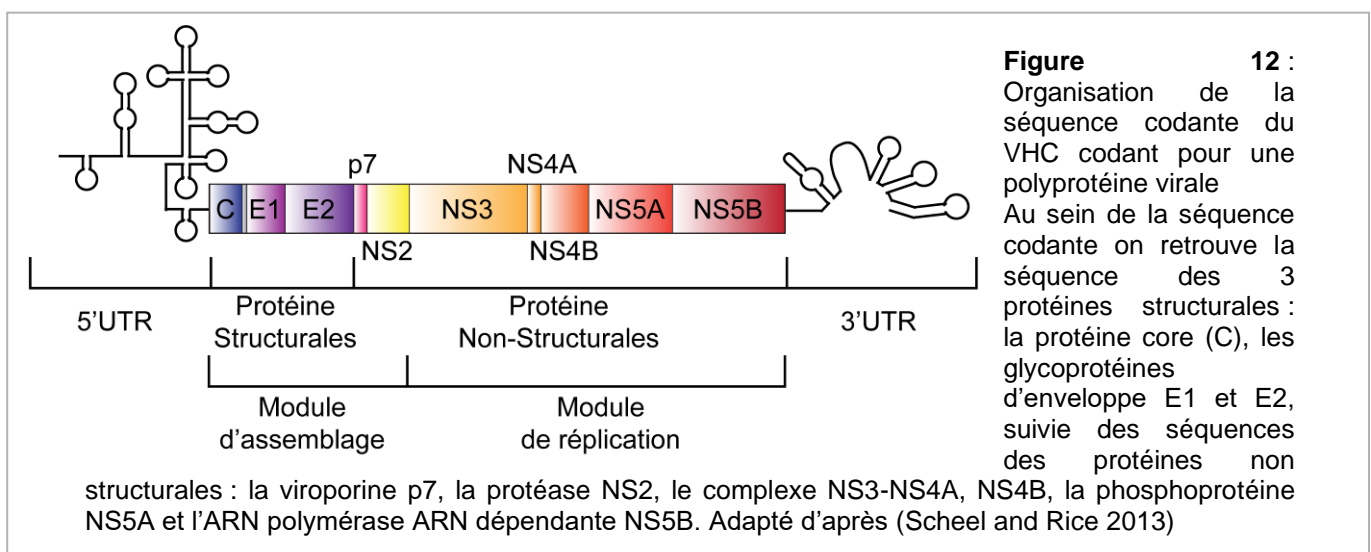 p7
NS4A
C E1 E2 NS3 NS5A NS5B
NS2 NS4B
5’UTR
Protéine
Structurales
Protéine
Non-Structurales
3’UTR
Module
d’assemblage
Module
de réplication
Figure 12 :
Organisation de la
séquence codante du
VHC codant pour une
polyprotéine virale
Au sein de la séquence
codante on retrouve la
séquence des 3
protéines structurales :
la protéine core (C), les
glycoprotéines
d’enveloppe E1 et E2,
suivie des séquences
des protéines non
structurales : la viroporine p7, la protéase NS2, le complexe NS3-NS4A, NS4B, la phosphoprotéine
NS5A et l’ARN polymérase ARN dépendante NS5B. Adapté d’après (Scheel and Rice 2013)